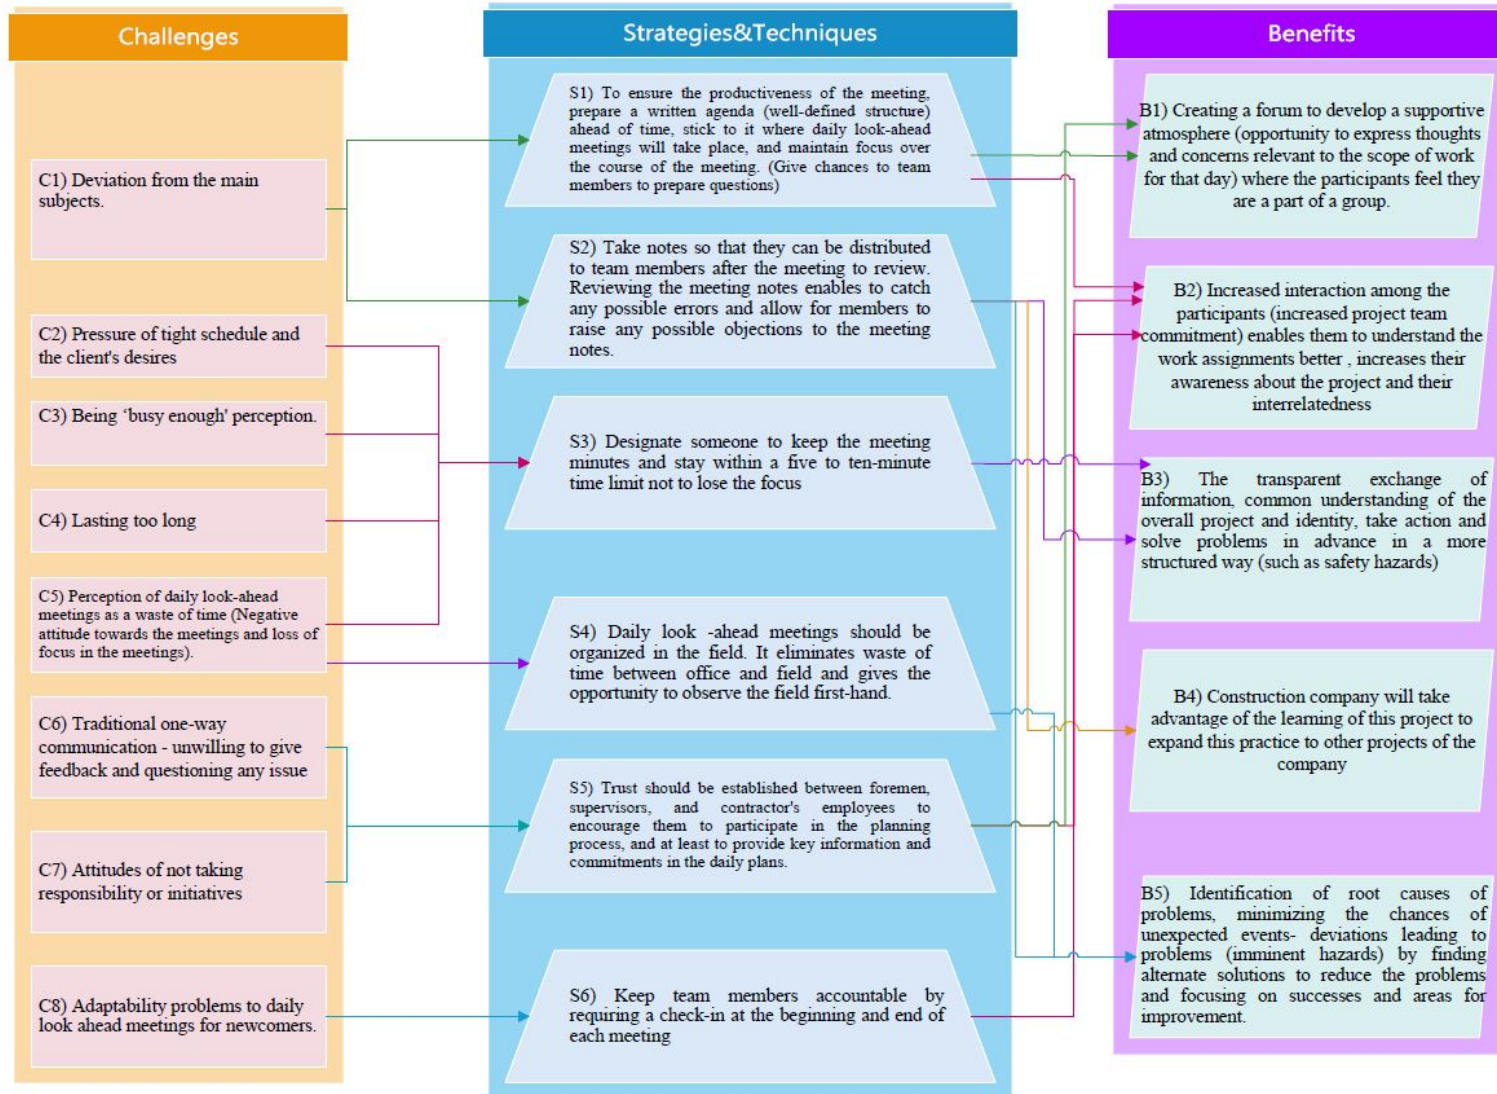 Challenges
C1) Deviation from the main
subjects.
C2) Pressure of tight schedule and
the client's desires
C3) Being ‘busy enough' perception.
C4) Lasting too long
C5) Perception of daily look-ahead
meetings as a waste of time (Negative
attitude towards the meetings and loss of
focus in the meetings).
C6) Traditional one-way
communication - unwilling to give
feedback and questioning any issue
C7) Attitudes of not taking
responsibility or initiatives
C8) Adaptability problems to daily
look ahead meetings for newcomers.
Strategies&Techniques
S1) To ensure the productiveness of the meeting,
prepare a written agenda (well-defined structure)
ahead of time, stick to it where daily look-ahead
meetings will take place, and maintain focus over
the course of the meeting. (Give chances to team
members to prepare questions)
S2) Take notes so that they can be distributed
to team members after the meeting to review.
Reviewing the meeting notes enables to catch
any possible errors and allow for members to
raise any possible objections to the meeting
notes.
S3) Designate someone to keep the meeting
minutes and stay within a five to ten-minute
time limit not to lose the focus
S4) Daily look -ahead meetings should be
organized in the field. It eliminates waste of
time between office and field and gives the
opportunity to observe the field first-hand.
S5) Trust should be established between foremen,
supervisors, and contractor's employees to
encourage them to participate in the planning
process, and at least to provide key information and
commitments in the daily plans.
S6) Keep team members accountable by
requiring a check-in at the beginning and end of
each meeting
Benefits
B1) Creating a forum to develop a supportive
atmosphere (opportunity to express thoughts
and concerns relevant to the scope of work
for that day) where the participants feel they
are a part of a group.
B2) Increased interaction among the
participants (increased project team
commitment) enables them to understand the
work assignments better , increases their
awareness about the project and their
interrelatedness
B3) The transparent exchange of
information, common understanding of the
overall project and identity, take action and
solve problems in advance in a more
structured way (such as safety hazards)
B4) Construction company will take
advantage of the learning of this project to
expand this practice to other projects of the
company
B5) Identification of root causes of
problems, minimizing the chances of
unexpected events- deviations leading to
problems (imminent hazards) by finding
alternate solutions to reduce the problems
and focusing on successes and areas for
improvement.